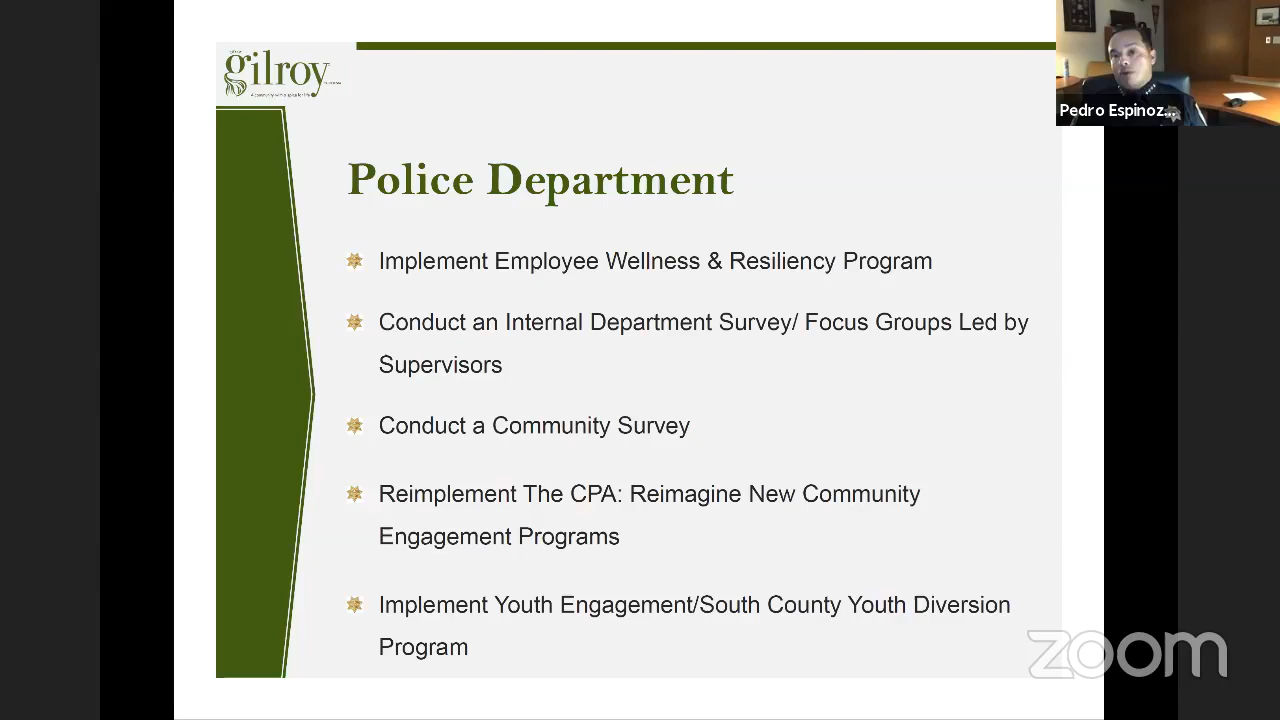 gilroy
Pedro Espinoz...
Police Department
Implement Employee Wellness & Resiliency Program
Conduct an Internal Department Survey/ Focus Groups Led by
Supervisors
Conduct a Community Survey
Reimplement The CPA: Reimagine New Community
Engagement Programs
Implement Youth Engagement/South County Youth Diversion
Program
zoom